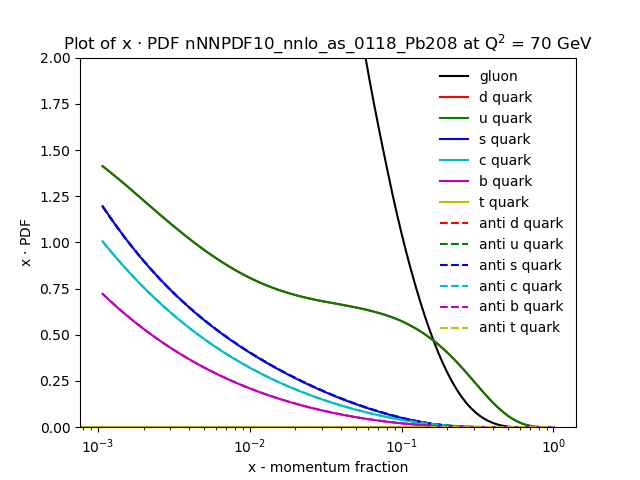 Plot of x · PDF nNNPDF10_nnlo_as_0118_Pb208 at Q² = 70 GeV
2.00
1.75
1.50
1.25
1.00
0.75
0.50
0.25
0.00
x · PDF
gluon
d quark
u quark
s quark
c quark
b quark
t quark
anti d quark
anti u quark
anti s quark
anti c quark
anti b quark
anti t quark
10⁻³ 10⁻² 10⁻¹ 10⁰
x - momentum fraction